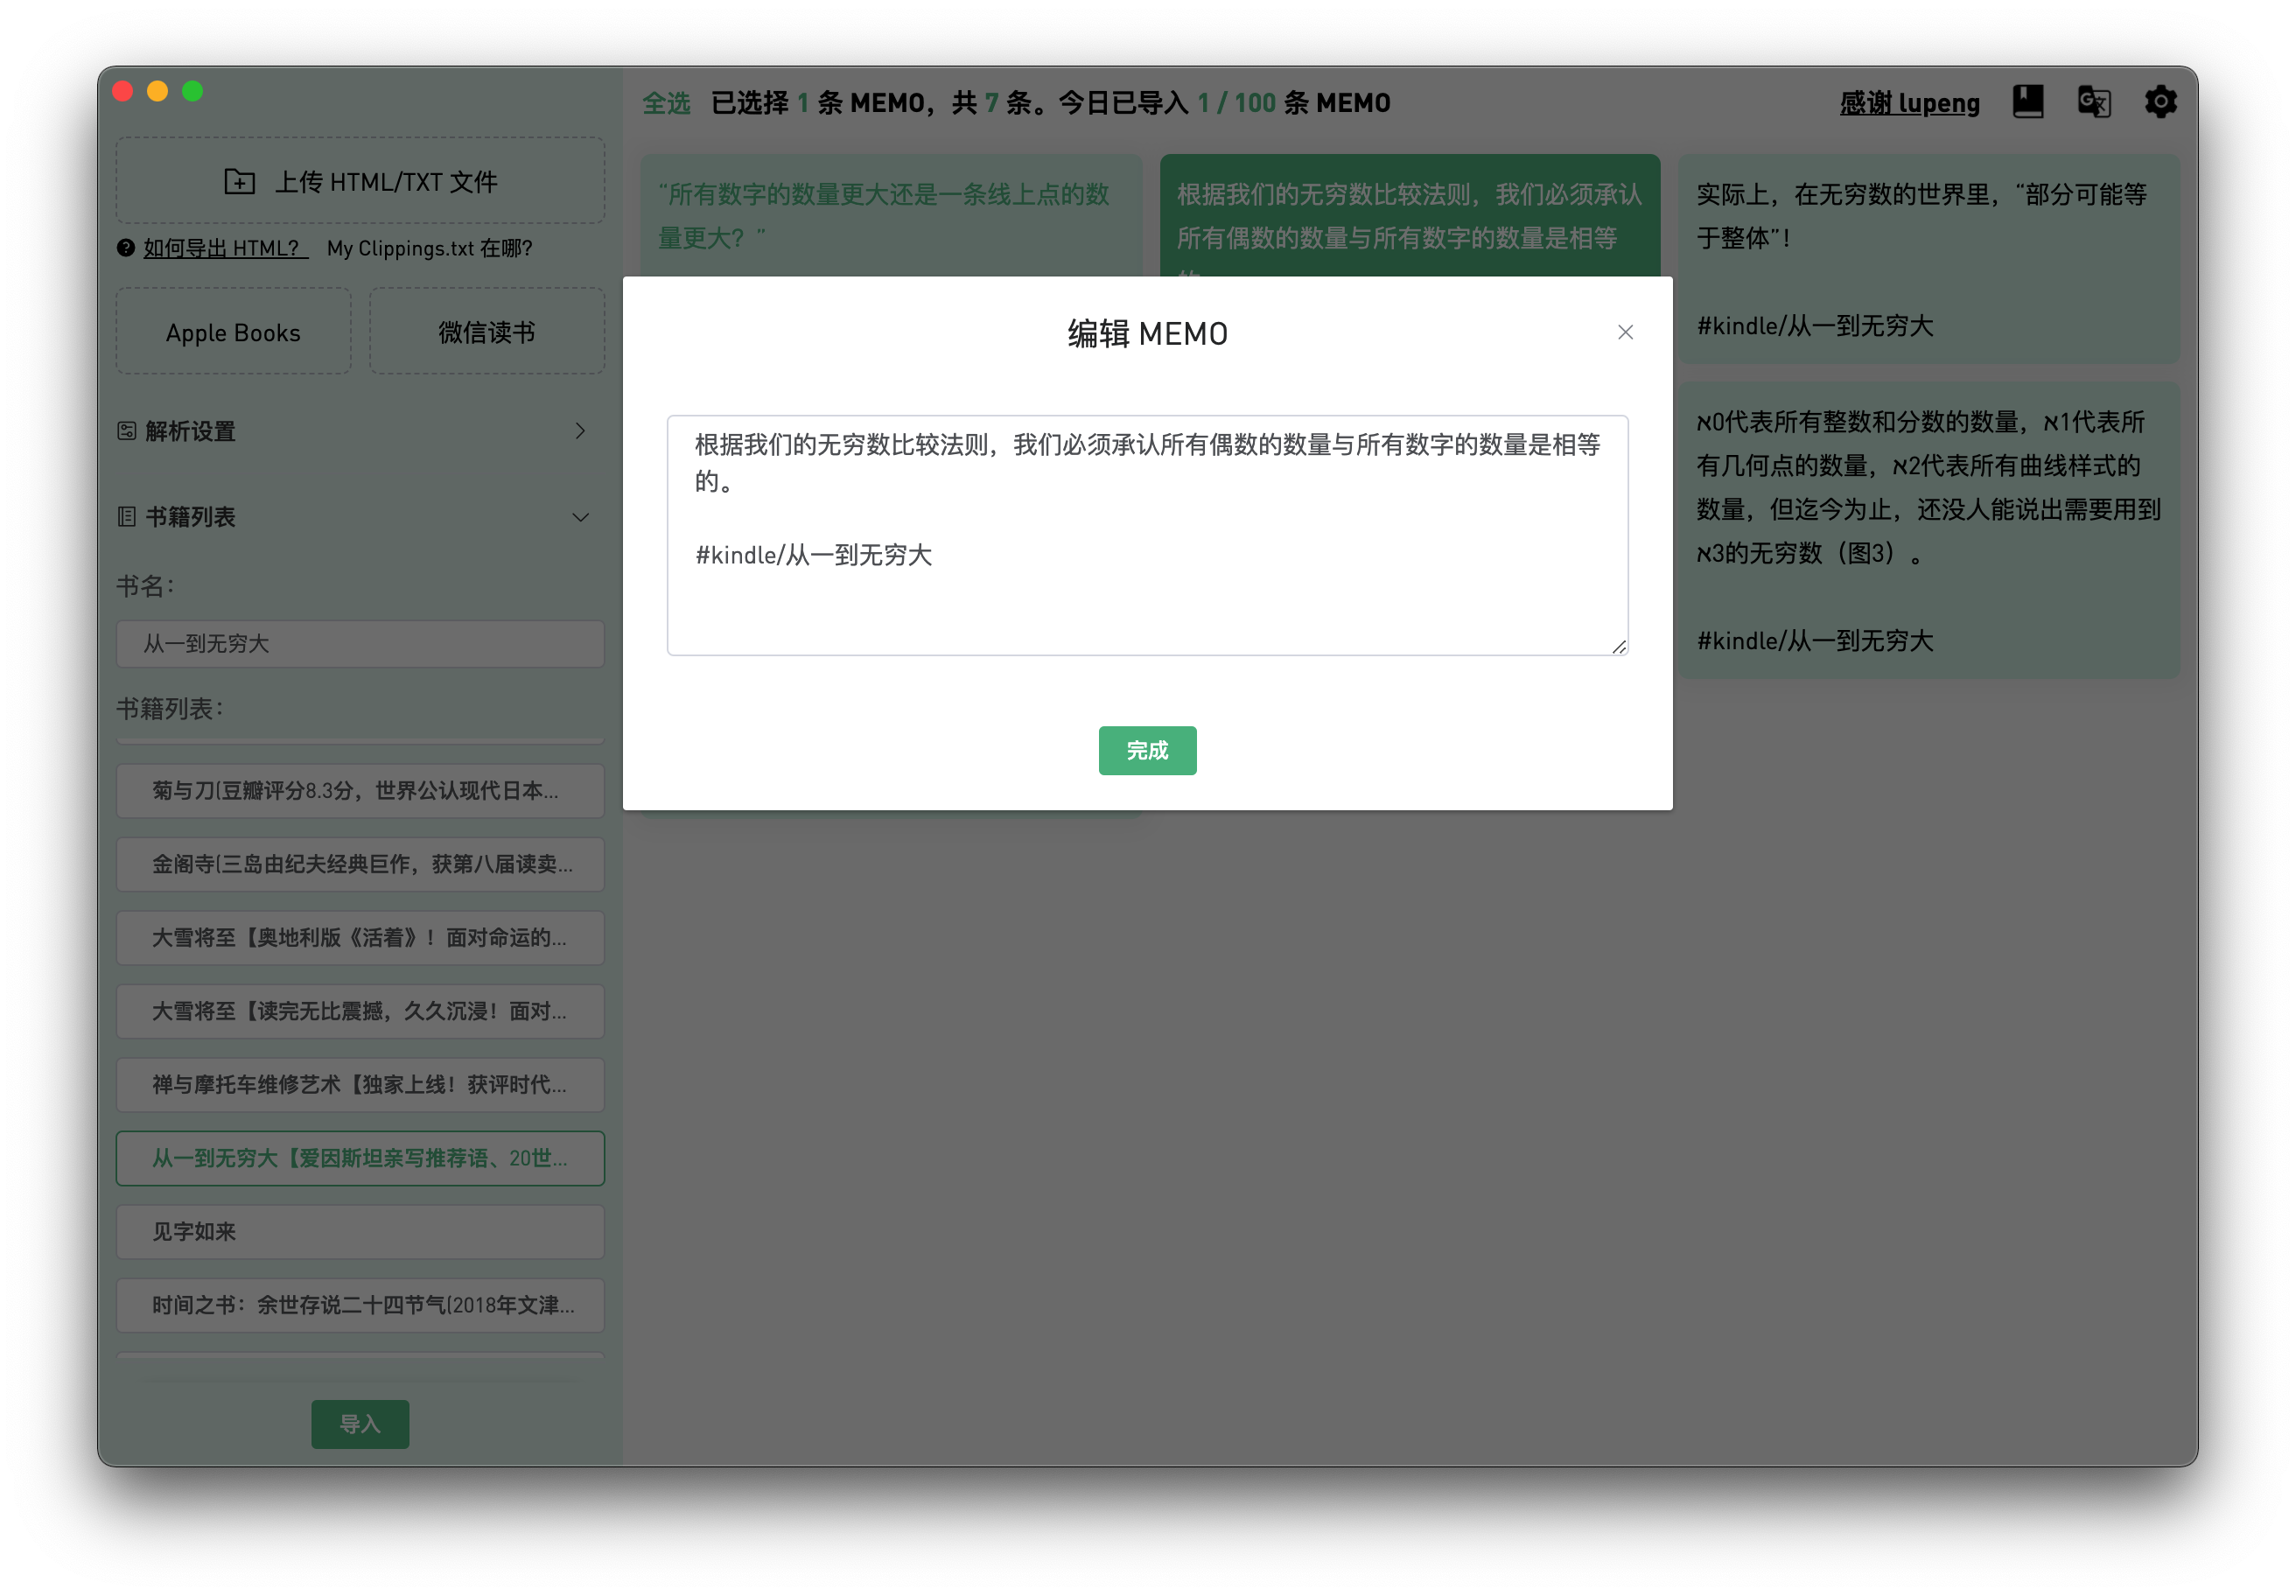 上传 HTML/TXT 文件
如何导出 HTML？ My Clippings.txt 在哪?
Apple Books
微信读书
解析设置
书籍列表
书名：
从一到无穷大
书籍列表：
菊与刀(豆瓣评分8.3分，世界公认现代日本...
金阁寺(三岛由纪夫经典巨作，获第八届读卖...
大雪将至【奥地利版《活着》！面对命运的...
大雪将至【读完无比震撼，久久沉浸！面对...
禅与摩托车维修艺术【独家上线！获评时代...
从一到无穷大【爱因斯坦亲写推荐语、20世...
见字如来
时间之书：余世存说二十四节气(2018年文津...
导入
全选 已选择 1 条 MEMO，共 7 条。今日已导入 1 / 100 条 MEMO
感谢 lupeng
“所有数字的数量更大还是一条线上点的数
量更大？”
根据我们的无穷数比较法则，我们必须承认
所有偶数的数量与所有数字的数量是相等
实际上，在无穷数的世界里，“部分可能等
于整体”！
#kindle/从一到无穷大
ℵ0代表所有整数和分数的数量，ℵ1代表所
有几何点的数量，ℵ2代表所有曲线样式的
数量，但迄今为止，还没人能说出需要用到
ℵ3的无穷数（图3）。
#kindle/从一到无穷大
编辑 MEMO
根据我们的无穷数比较法则，我们必须承认所有偶数的数量与所有数字的数量是相等
的。
#kindle/从一到无穷大
完成